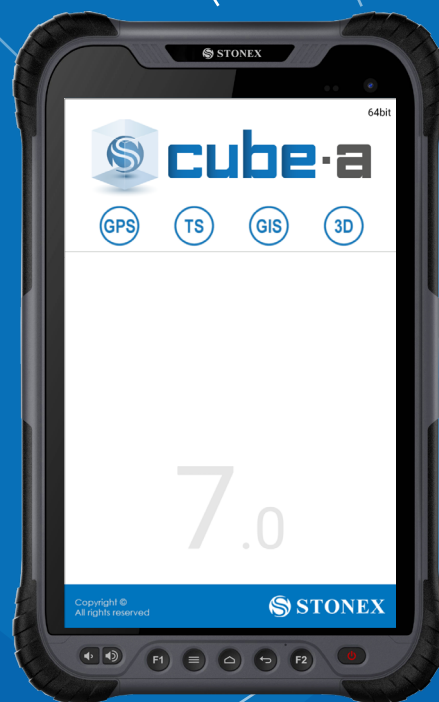 STONEX
64bit
cube·a
GPS TS GIS 3D
7.0
Copyright ©
All rights reserved
STONEX
F1 F2